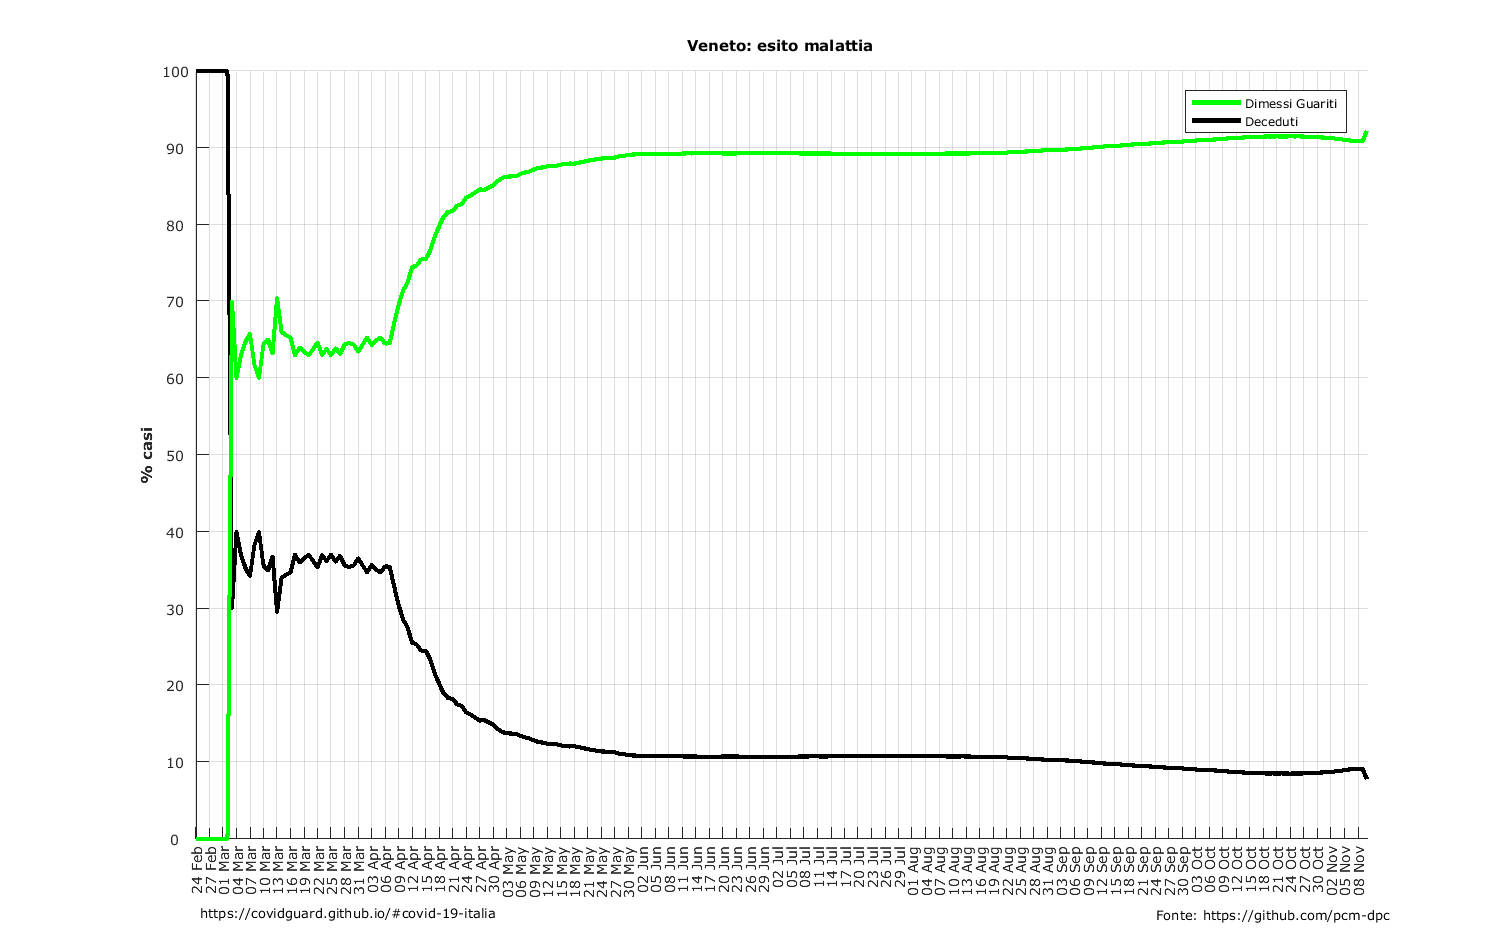 Veneto: esito malattia
100
90
80
70
60
50
40
30
20
10
0
% casi
Dimessi Guariti
Deceduti
24 Feb
27 Feb
01 Mar
04 Mar
07 Mar
10 Mar
13 Mar
16 Mar
19 Mar
22 Mar
25 Mar
28 Mar
31 Mar
03 Apr
06 Apr
09 Apr
12 Apr
15 Apr
18 Apr
21 Apr
24 Apr
27 Apr
30 Apr
03 May
06 May
09 May
12 May
15 May
18 May
21 May
24 May
27 May
30 May
02 Jun
05 Jun
08 Jun
11 Jun
14 Jun
17 Jun
20 Jun
23 Jun
26 Jun
29 Jun
02 Jul
05 Jul
08 Jul
11 Jul
14 Jul
17 Jul
20 Jul
23 Jul
26 Jul
29 Jul
01 Aug
04 Aug
07 Aug
10 Aug
13 Aug
16 Aug
19 Aug
22 Aug
25 Aug
28 Aug
31 Aug
03 Sep
06 Sep
09 Sep
12 Sep
15 Sep
18 Sep
21 Sep
24 Sep
27 Sep
30 Sep
03 Oct
06 Oct
09 Oct
12 Oct
15 Oct
18 Oct
21 Oct
24 Oct
27 Oct
30 Oct
02 Nov
05 Nov
08 Nov
https://covidguard.github.io/#covid-19-italia
Fonte: https://github.com/pcm-dpc